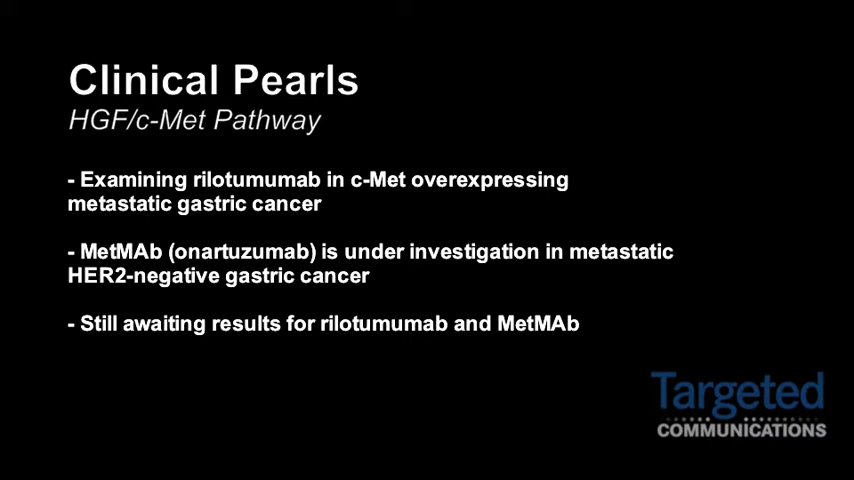 Clinical Pearls
HGF/c-Met Pathway
- Examining rilotumumab in c-Met overexpressing
metastatic gastric cancer
- MetMAb (onartuzumab) is under investigation in metastatic
HER2-negative gastric cancer
- Still awaiting results for rilotumumab and MetMAb
Targeted
COMMUNICATIONS